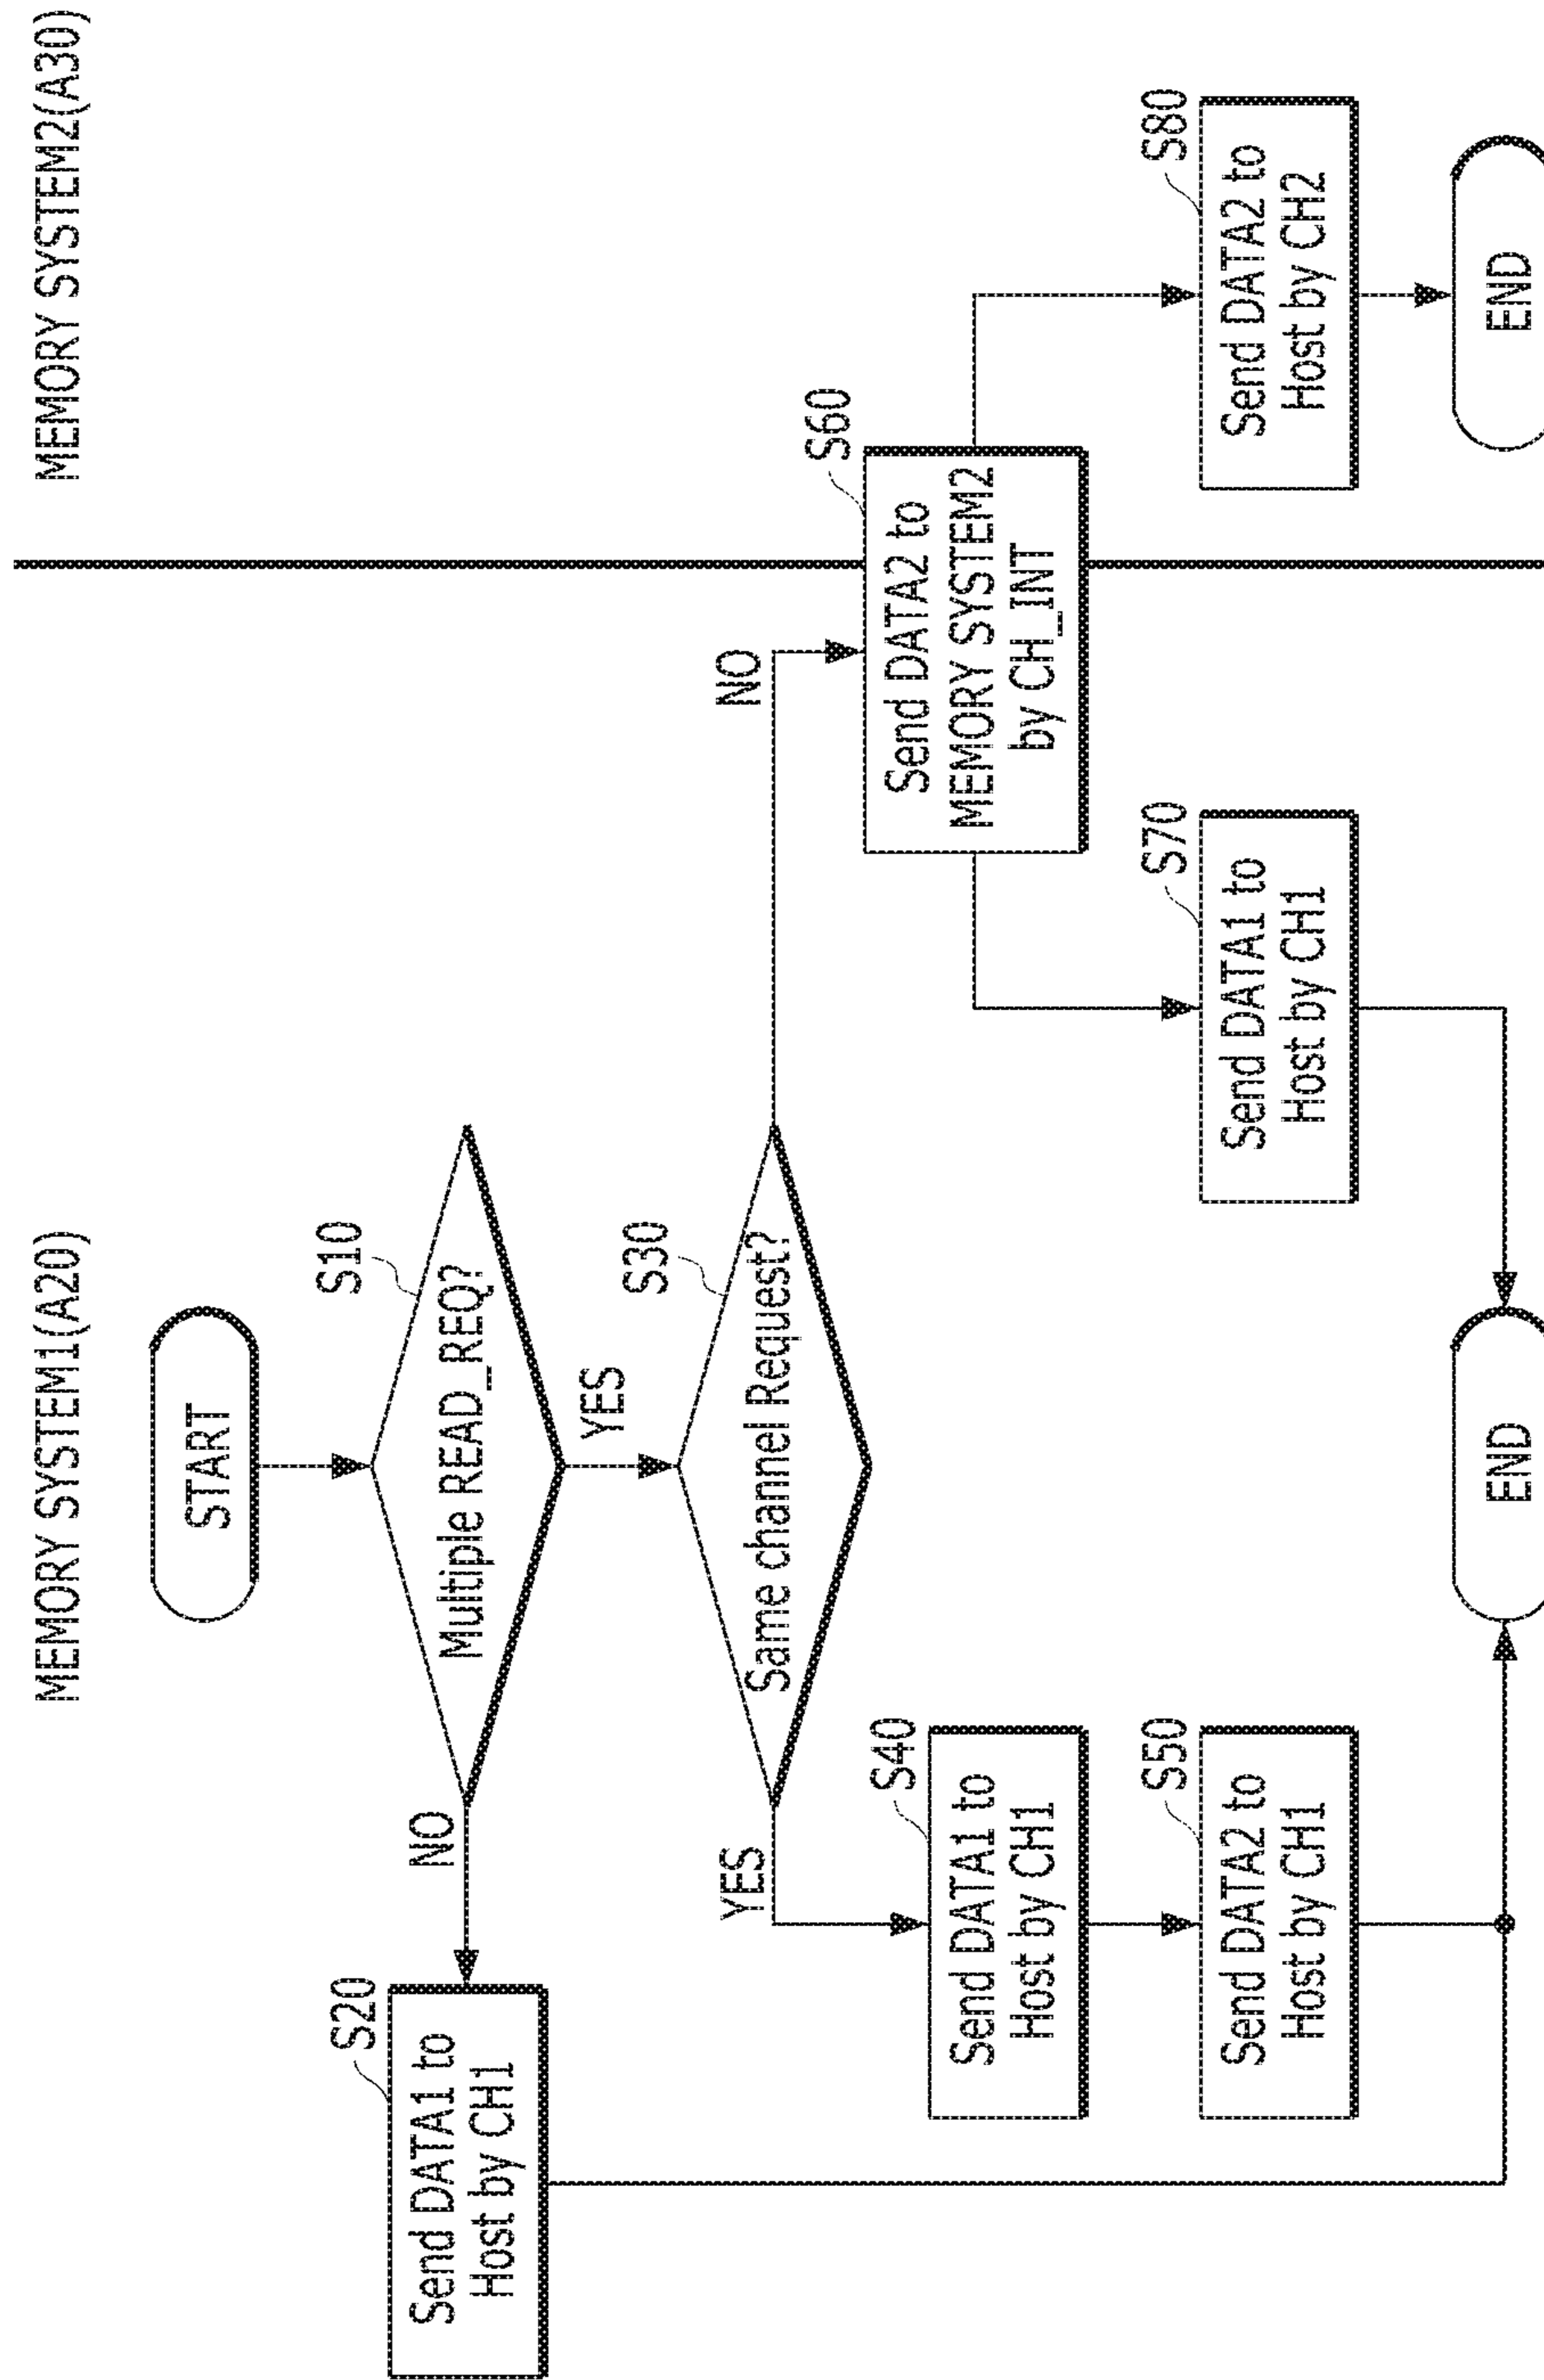 MEMORY SYSTEM1(A20)
MEMORY SYSTEM2(A30)
START
S10
Multiple READ_REQ?
NO
YES
S20
Send DATA1 to
Host by CH1
S30
Same channel Request?
YES
NO
S40
Send DATA1 to
Host by CH1
S50
Send DATA2 to
Host by CH1
S60
Send DATA2 to
MEMORY SYSTEM2
by CH_INT
S70
Send DATA1 to
Host by CH1
S80
Send DATA2 to
Host by CH2
END
END